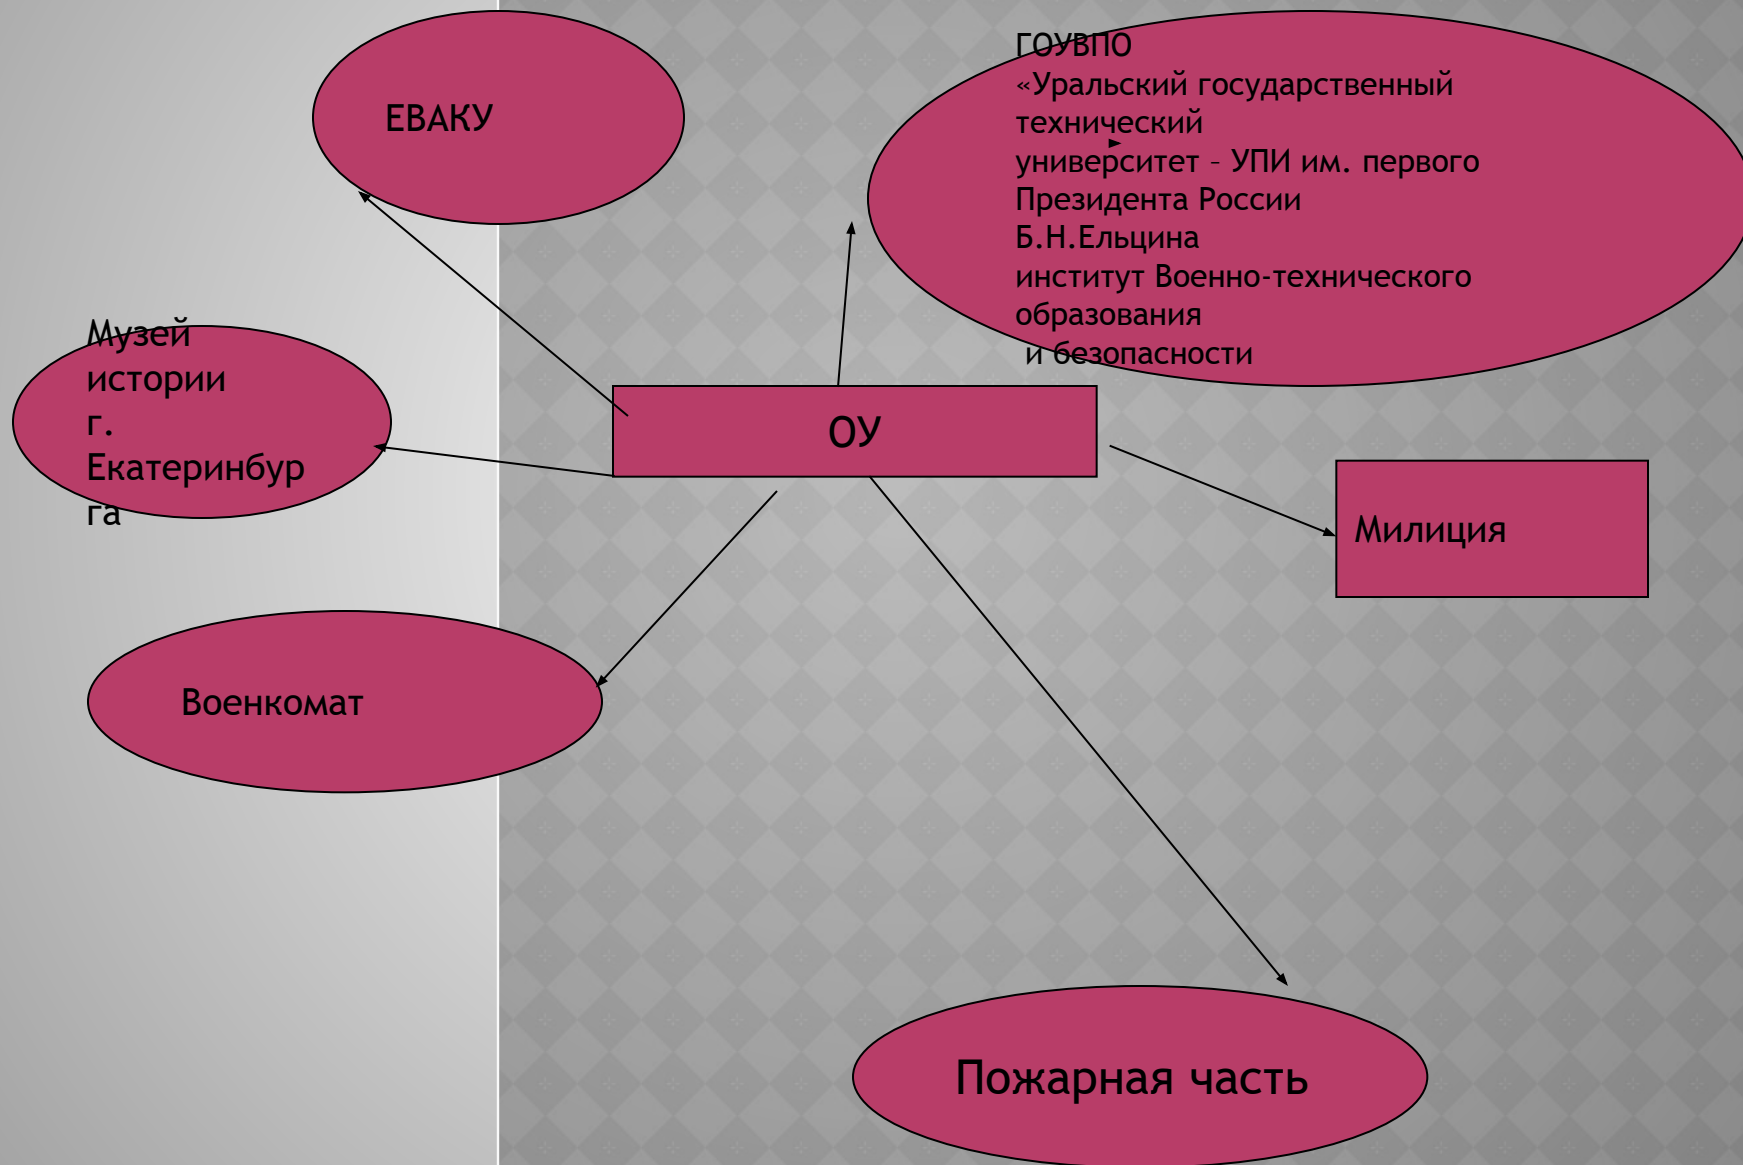 ЕВАКУ
ГОУВПО
«Уральский государственный
технический
университет – УПИ им. первого
Президента России
Б.Н.Ельцина
институт Военно-технического
образования
и безопасности
Музей
истории
г.
Екатеринбур
га
ОУ
Милиция
Военкомат
Пожарная часть